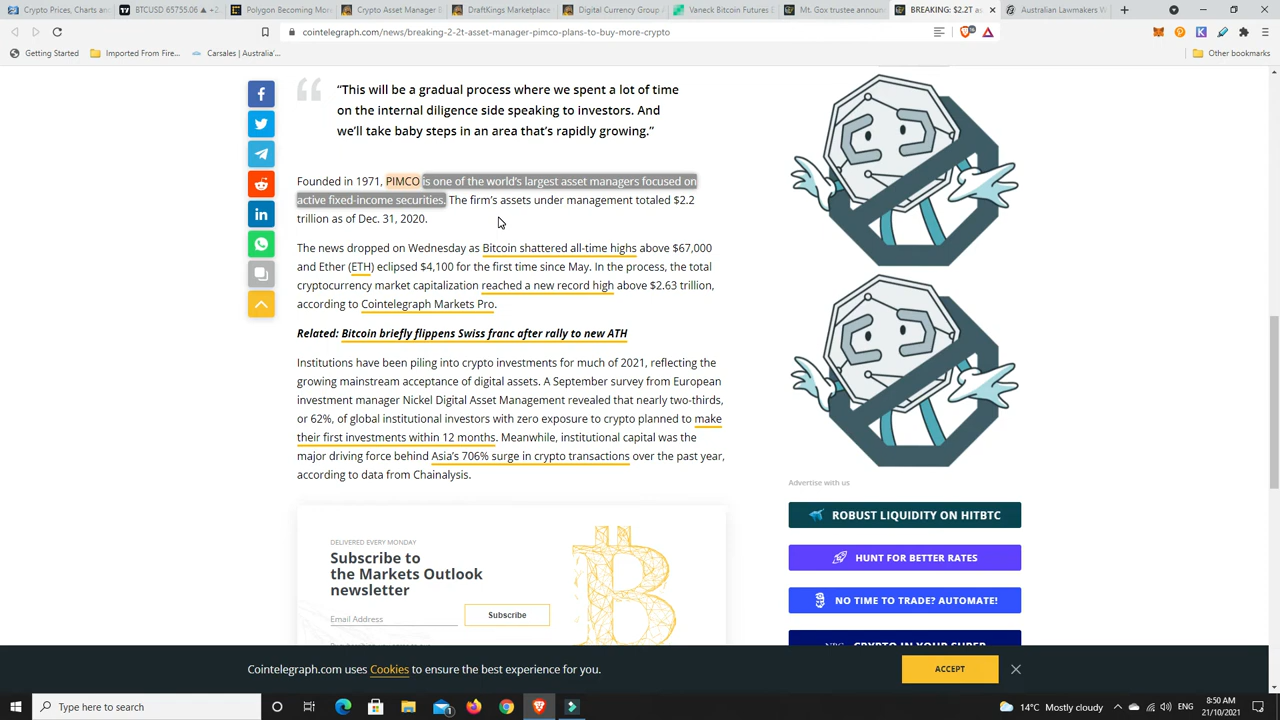 Crypto Prices, Charts and
BTCUSD 65755.06 ▲ +2.
Polygon Becoming More
Crypto Asset Manager B
DraftKings Marketplace
Digital Currency Group
Vaneck Bitcoin Futures E
Mt. Gox trustee announ
BREAKING: $2.2T as
Australian Lawmakers W
cointelegraph.com/news/breaking-2-2t-asset-manager-pimco-plans-to-buy-more-crypto
Getting Started
Imported From Fire...
Carsales (Australia'...
Other bookmarks
“This will be a gradual process where we spent a lot of time
on the internal diligence side speaking to investors. And
we’ll take baby steps in an area that’s rapidly growing.”
Founded in 1971, PIMCO is one of the world’s largest asset managers focused on
active fixed-income securities. The firm’s assets under management totaled $2.2
trillion as of Dec. 31, 2020.
The news dropped on Wednesday as Bitcoin shattered all-time highs above $67,000
and Ether (ETH) eclipsed $4,100 for the first time since May. In the process, the total
cryptocurrency market capitalization reached a new record high above $2.63 trillion,
according to Cointelegraph Markets Pro.
Related: Bitcoin briefly flippens Swiss franc after rally to new ATH
Institutions have been piling into crypto investments for much of 2021, reflecting the
growing mainstream acceptance of digital assets. A September survey from European
investment manager Nickel Digital Asset Management revealed that nearly two-thirds,
or 62%, of global institutional investors with zero exposure to crypto planned to make
their first investments within 12 months. Meanwhile, institutional capital was the
major driving force behind Asia’s 706% surge in crypto transactions over the past year,
according to data from Chainalysis.
DELIVERED EVERY MONDAY
Subscribe to
the Markets Outlook
newsletter
Email Address
Subscribe
Advertise with us
ROBUST LIQUIDITY ON HITBTC
HUNT FOR BETTER RATES
NO TIME TO TRADE? AUTOMATE!
CRYPTO IN YOUR SUPER
Cointelegraph.com uses Cookies to ensure the best experience for you.
ACCEPT
Type here to search
14°C Mostly cloudy
ENG
8:50 AM
21/10/2021